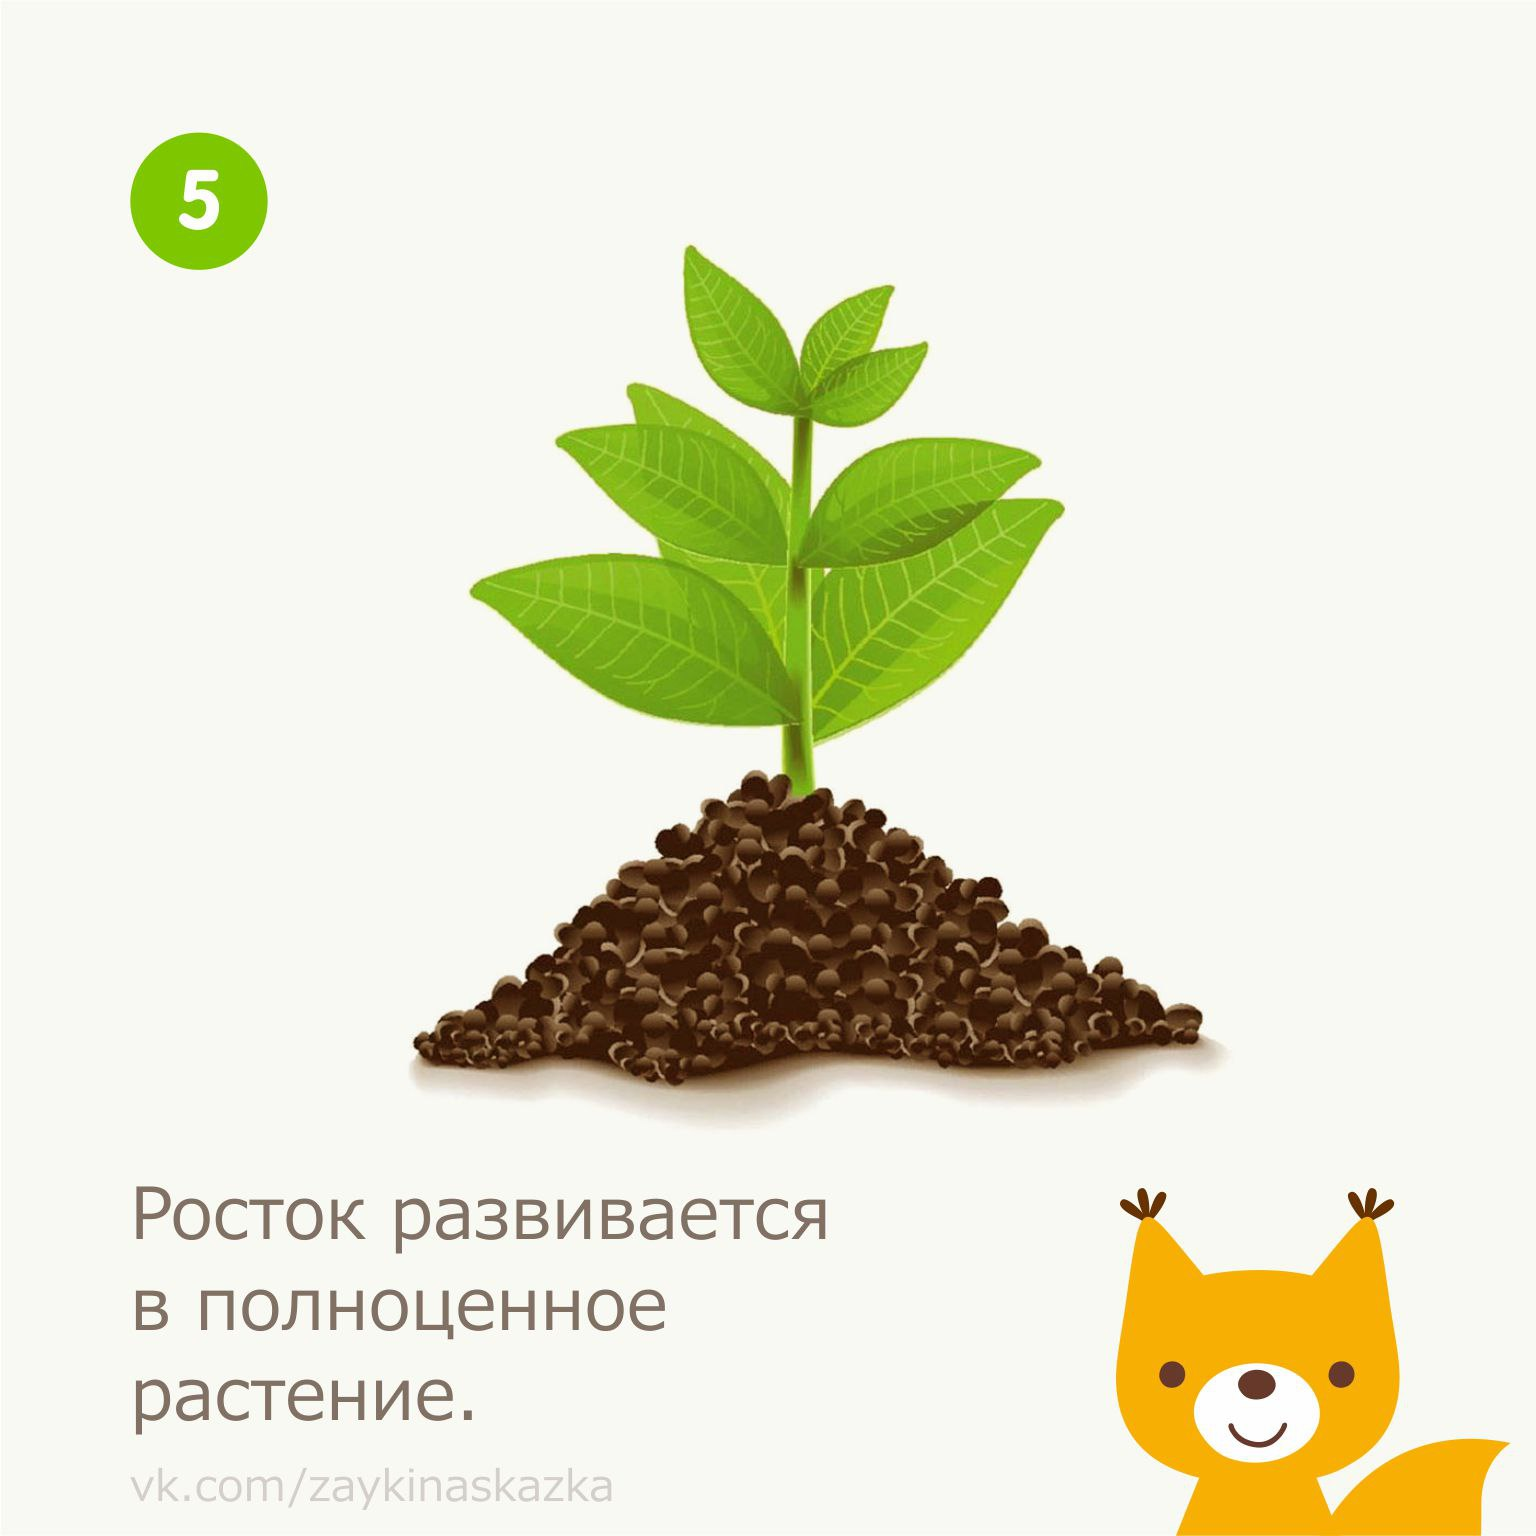 5
Росток развивается
в полноценное
растение.
vk.com/zaykinaskazka